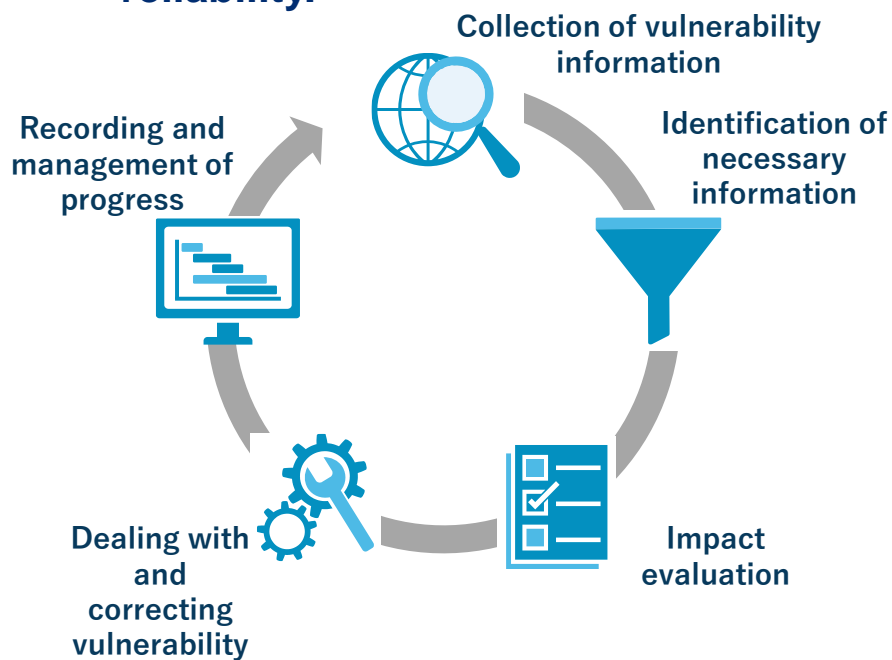 reliability.
Collection of vulnerability
information
Identification of
necessary
information
Impact
evaluation
Dealing with
and
correcting
vulnerability
Recording and
management of
progress